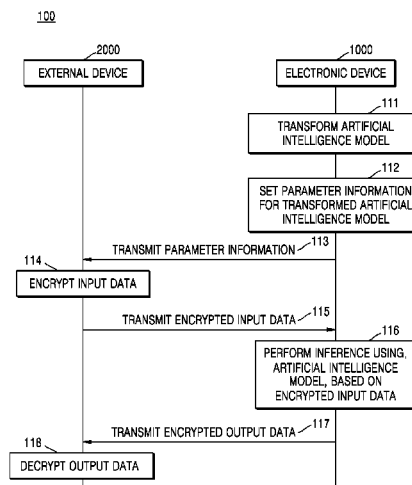 100
2000
1000
EXTERNAL DEVICE
ELECTRONIC DEVICE
111
TRANSFORM ARTIFICIAL
INTELLIGENCE MODEL
112
SET PARAMETER INFORMATION
FOR TRANSFORMED ARTIFICIAL
INTELLIGENCE MODEL
TRANSMIT PARAMETER INFORMATION 113
114
ENCRYPT INPUT DATA
TRANSMIT ENCRYPTED INPUT DATA 115
116
PERFORM INFERENCE USING,
ARTIFICIAL INTELLIGENCE
MODEL, BASED ON
ENCRYPTED INPUT DATA
TRANSMIT ENCRYPTED OUTPUT DATA 117
118
DECRYPT OUTPUT DATA